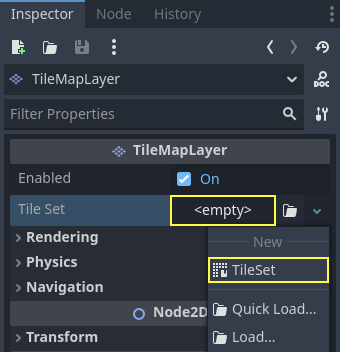 Inspector Node History
TileMapLayer DOC
Filter Properties
TileMapLayer
Enabled On
Tile Set <empty>
Rendering New
Physics TileSet
Navigation Quick Load...
Node2D
Transform Load...